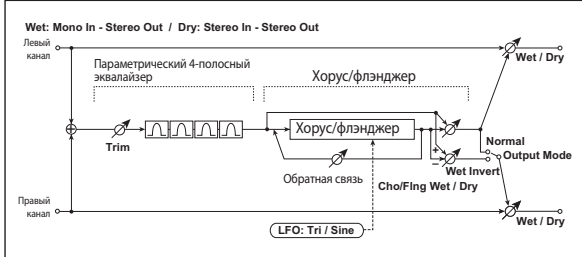 Wet: Mono In - Stereo Out / Dry: Stereo In - Stereo Out
Левый
канал
Wet / Dry
Параметрический 4-полосный
эквалайзер
Хорус/флэнджер
Trim
Хорус/флэнджер
+
−
Normal
Output Mode
Wet Invert
Обратная связь
Cho/Flng Wet / Dry
Правый
канал
Wet / Dry
LFO: Tri / Sine